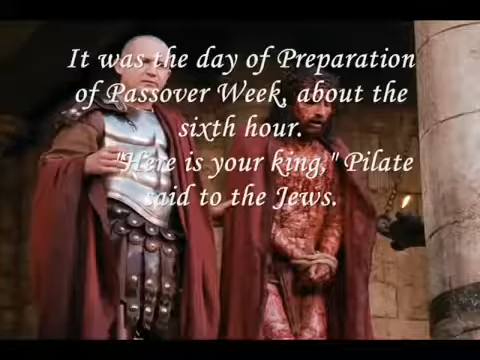 It was the day of Preparation
of Passover Week, about the
sixth hour.
"Here is your king," Pilate
said to the Jews.